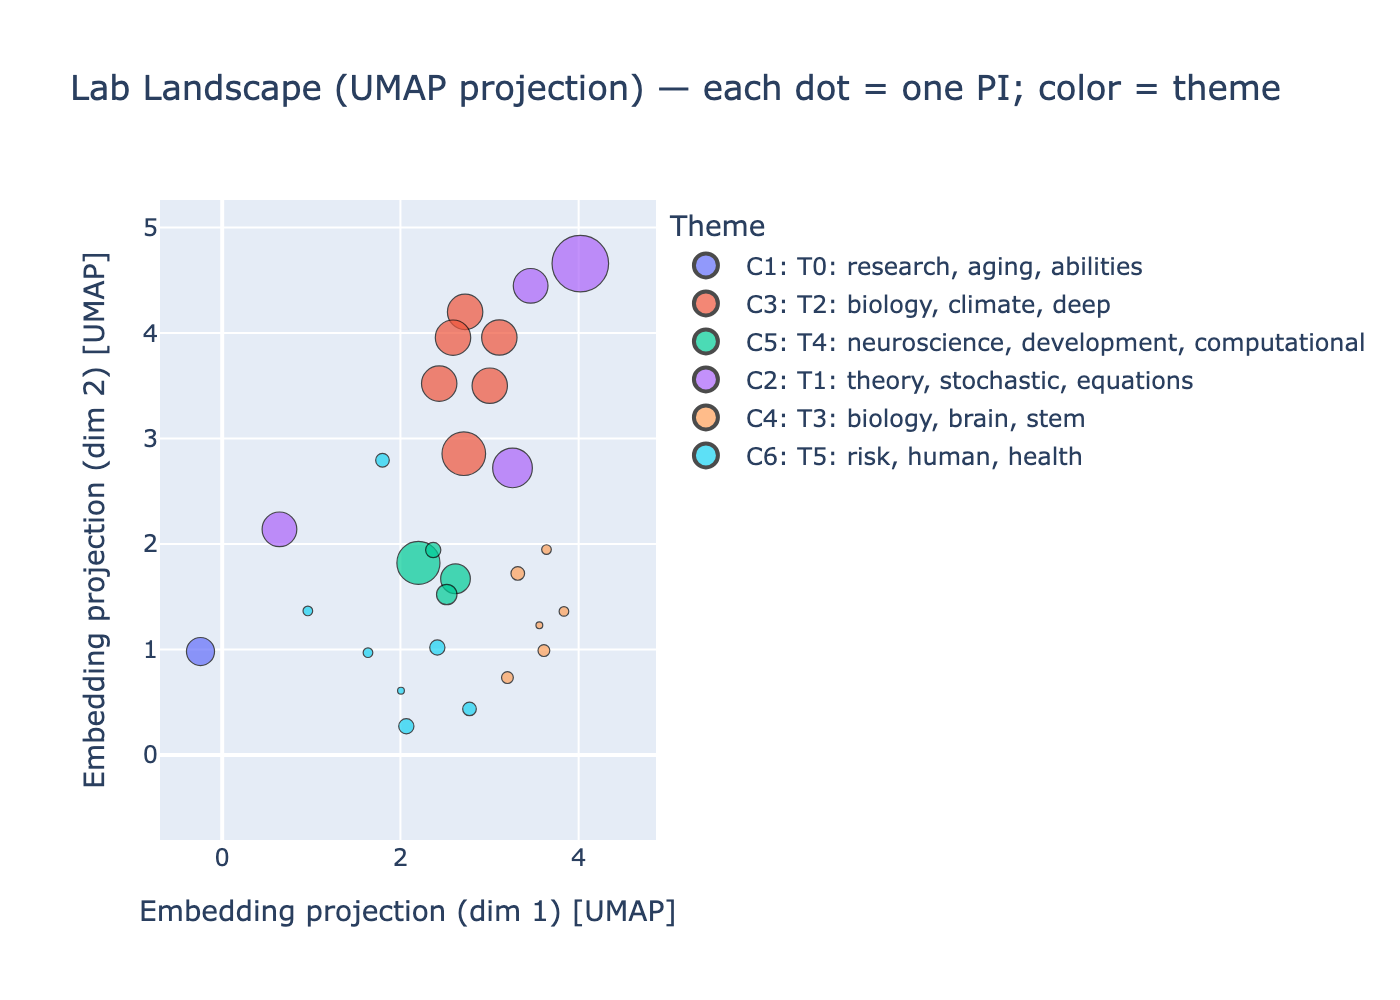 Lab Landscape (UMAP projection) — each dot = one PI; color = theme
Theme
C1: T0: research, aging, abilities
C3: T2: biology, climate, deep
C5: T4: neuroscience, development, computational
C2: T1: theory, stochastic, equations
C4: T3: biology, brain, stem
C6: T5: risk, human, health
Embedding projection (dim 2) [UMAP]
5
4
3
2
1
0
0 2 4
Embedding projection (dim 1) [UMAP]